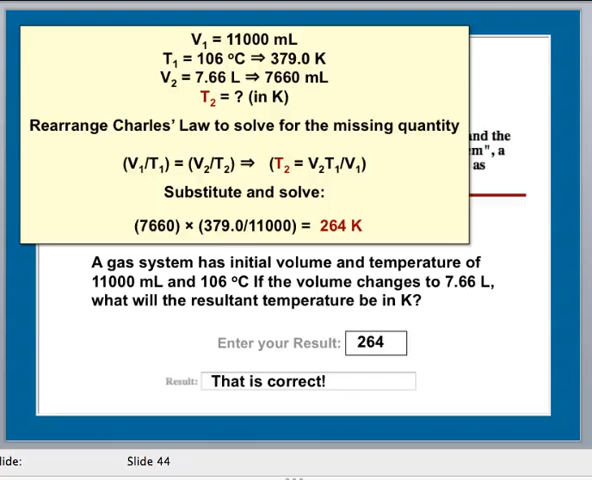 V₁ = 11000 mL
T₁ = 106 ºC ⇒ 379.0 K
V₂ = 7.66 L ⇒ 7660 mL
T₂ = ? (in K)
Rearrange Charles’ Law to solve for the missing quantity
(V₁/T₁) = (V₂/T₂) ⇒ (T₂ = V₂T₁/V₁)
Substitute and solve:
(7660) × (379.0/11000) = 264 K
and the
m", a
as
A gas system has initial volume and temperature of
11000 mL and 106 ºC If the volume changes to 7.66 L,
what will the resultant temperature be in K?
Enter your Result: 264
Result: That is correct!
lide: Slide 44